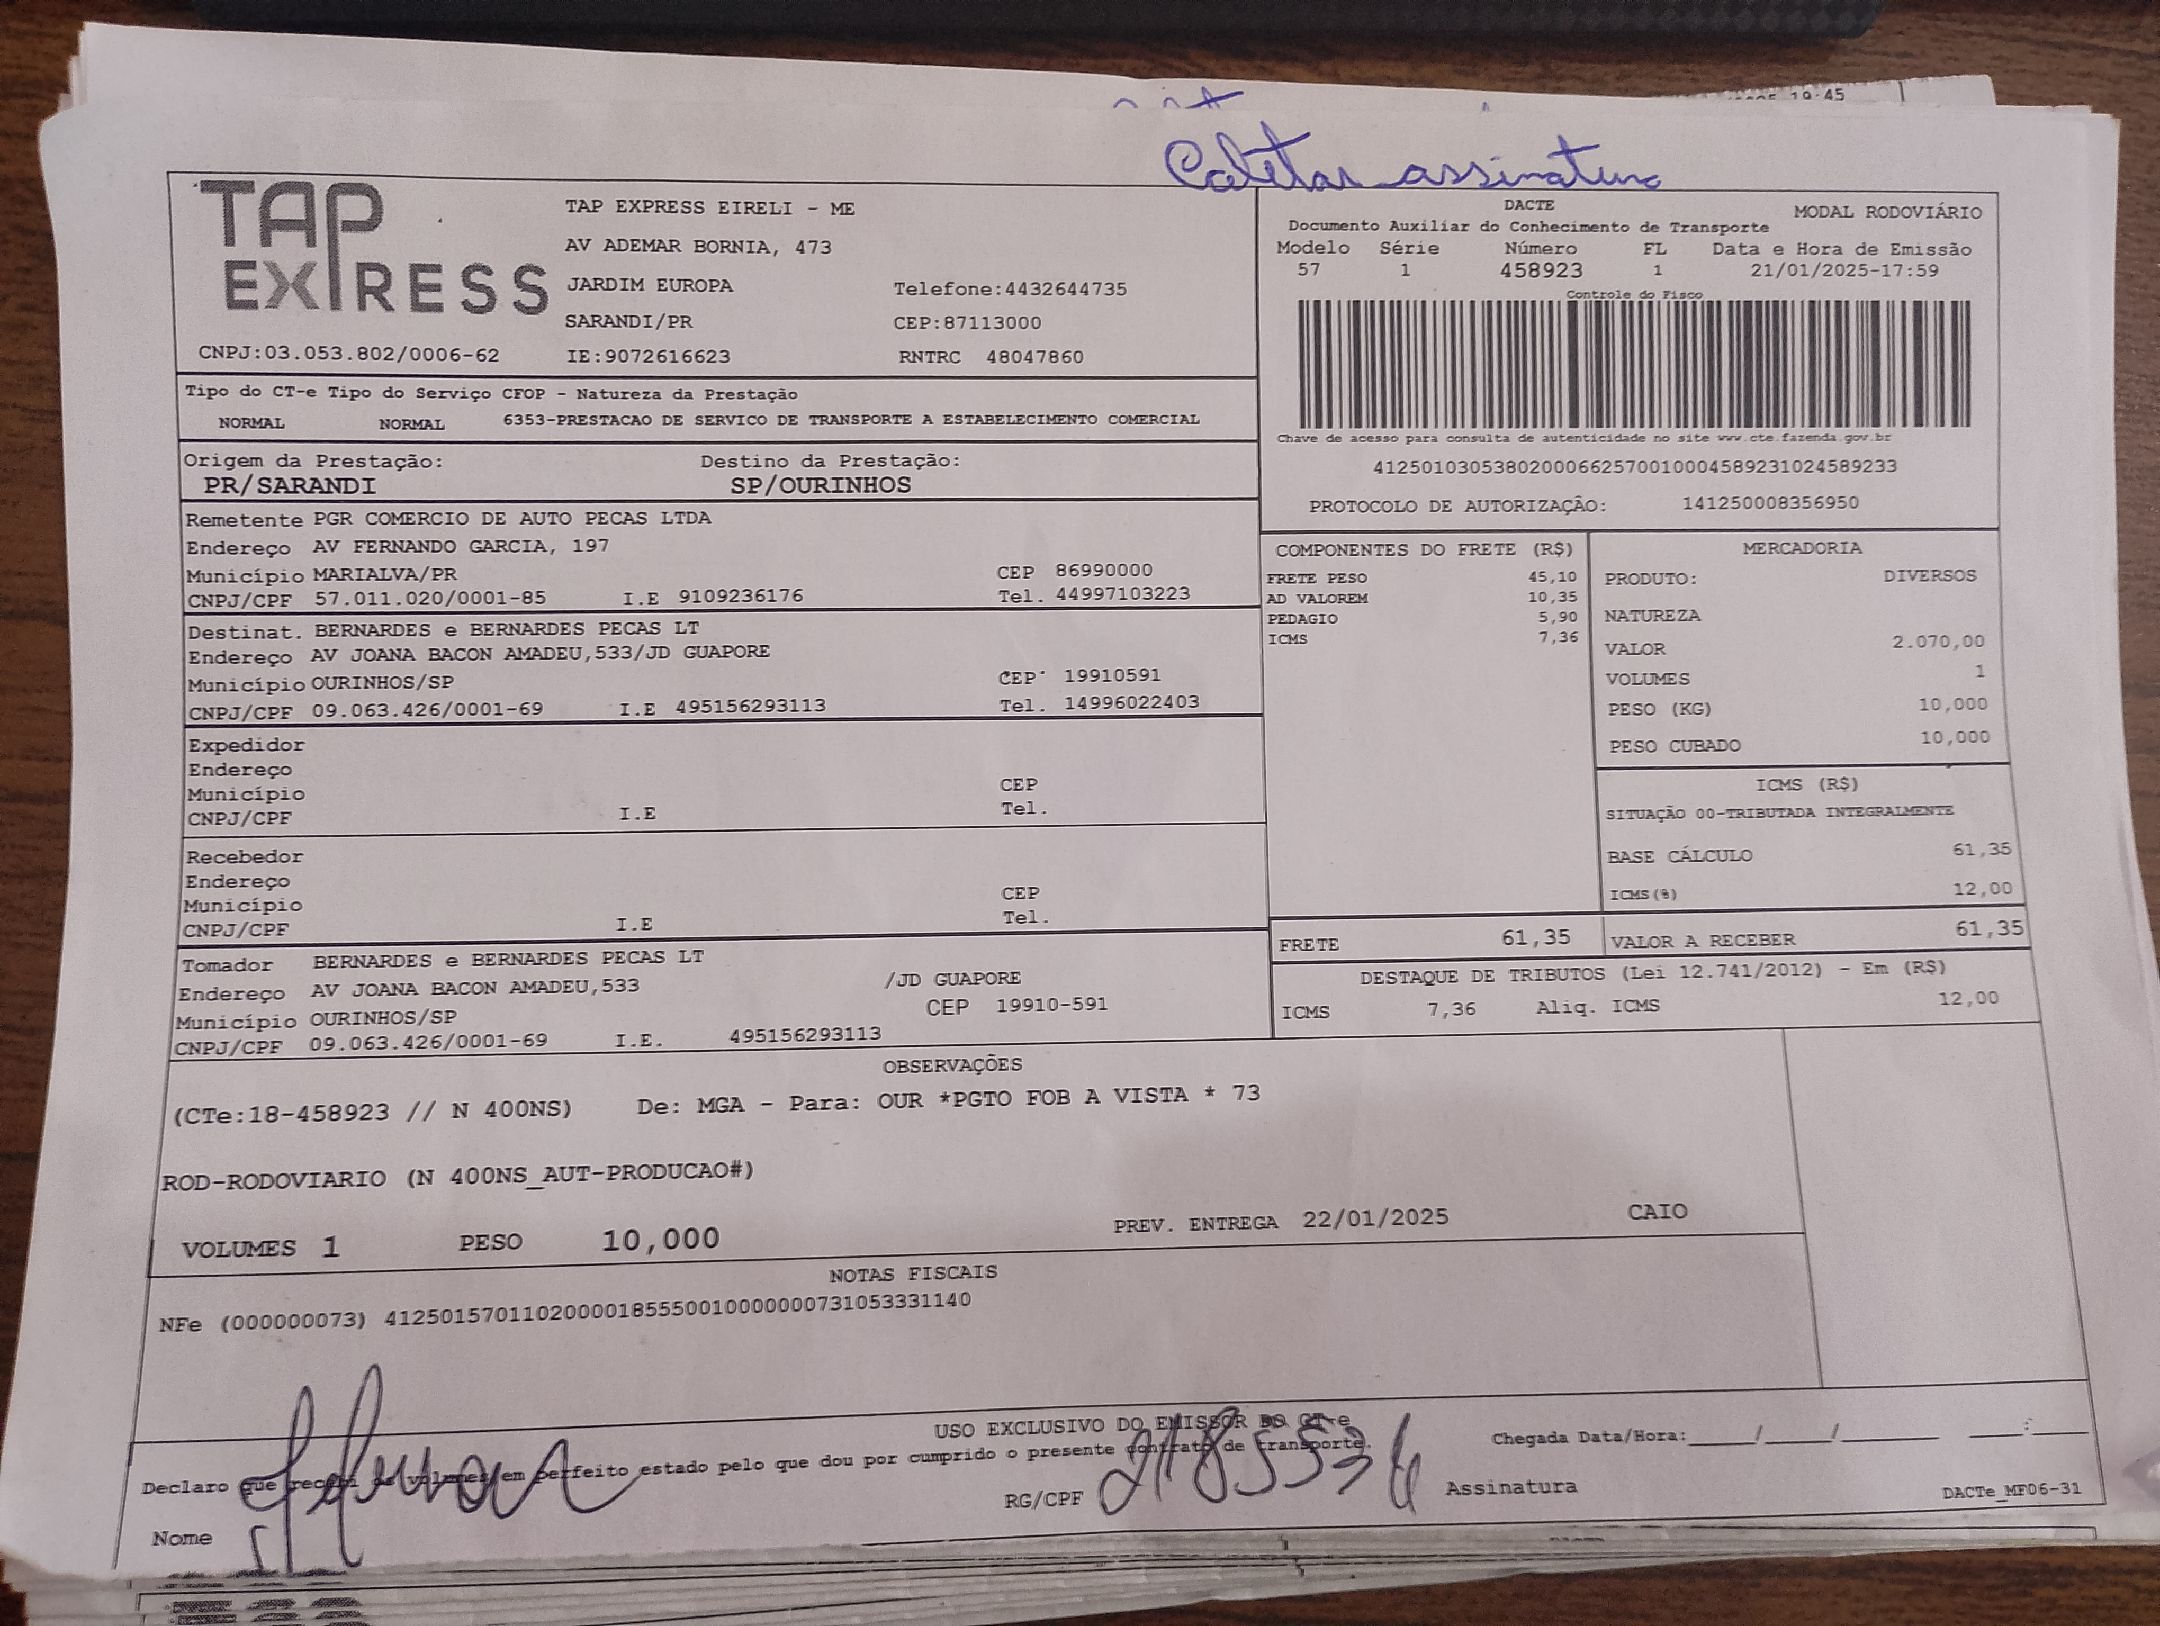 19:45
Coletar assinatura
TAP EXPRESS
TAP EXPRESS EIRELI - ME
AV ADEMAR BORNIA, 473
JARDIM EUROPA Telefone:4432644735
SARANDI/PR CEP:87113000
CNPJ:03.053.802/0006-62 IE:9072616623 RNTRC 48047860
DACTE MODAL RODOVIÁRIO
Documento Auxiliar do Conhecimento de Transporte
Modelo Série Número FL Data e Hora de Emissão
57 1 458923 1 21/01/2025-17:59
Controle do Fisco
Chave de acesso para consulta de autenticidade no site www.cte.fazenda.gov.br
41250103053802000662570010004589231024589233
PROTOCOLO DE AUTORIZAÇÂO: 141250008356950
Tipo do CT-e Tipo do Serviço CFOP - Natureza da Prestação
NORMAL NORMAL 6353-PRESTACAO DE SERVICO DE TRANSPORTE A ESTABELECIMENTO COMERCIAL
Origem da Prestação: Destino da Prestação:
PR/SARANDI SP/OURINHOS
Remetente PGR COMERCIO DE AUTO PECAS LTDA
Endereço AV FERNANDO GARCIA, 197
Município MARIALVA/PR CEP 86990000
CNPJ/CPF 57.011.020/0001-85 I.E 9109236176 Tel. 44997103223
Destinat. BERNARDES e BERNARDES PECAS LT
Endereço AV JOANA BACON AMADEU,533/JD GUAPORE
Município OURINHOS/SP CEP 19910591
CNPJ/CPF 09.063.426/0001-69 I.E 495156293113 Tel. 14996022403
Expedidor
Endereço
Município CEP
CNPJ/CPF I.E Tel.
Recebedor
Endereço
Município CEP
CNPJ/CPF I.E Tel.
Tomador BERNARDES e BERNARDES PECAS LT
Endereço AV JOANA BACON AMADEU,533 /JD GUAPORE
Município OURINHOS/SP CEP 19910-591
CNPJ/CPF 09.063.426/0001-69 I.E. 495156293113
COMPONENTES DO FRETE (R$)
FRETE PESO 45,10
AD VALOREM 10,35
PEDAGIO 5,90
ICMS 7,36
MERCADORIA
PRODUTO: DIVERSOS
NATUREZA
VALOR 2.070,00
VOLUMES 1
PESO (KG) 10,000
PESO CUBADO 10,000
ICMS (R$)
SITUAÇÃO 00-TRIBUTADA INTEGRALMENTE
BASE CÁLCULO 61,35
ICMS(%) 12,00
FRETE 61,35 VALOR A RECEBER 61,35
DESTAQUE DE TRIBUTOS (Lei 12.741/2012) - Em (R$)
ICMS 7,36 Aliq. ICMS 12,00
OBSERVAÇÕES
(CTe:18-458923 // N 400NS) De: MGA - Para: OUR *PGTO FOB A VISTA * 73
ROD-RODOVIARIO (N 400NS_AUT-PRODUCAO#)
VOLUMES 1 PESO 10,000 PREV. ENTREGA 22/01/2025 CAIO
NOTAS FISCAIS
NFe (000000073) 41250157011020000185550010000000731053331140
USO EXCLUSIVO DO EMISSOR DO CT-e
Declaro que recebi os volumes em perfeito estado pelo que dou por cumprido o presente contrato de transporte.
Chegada Data/Hora:_____/_____/_______ ____:____
Nome RG/CPF Assinatura
DACTe_MF06-31